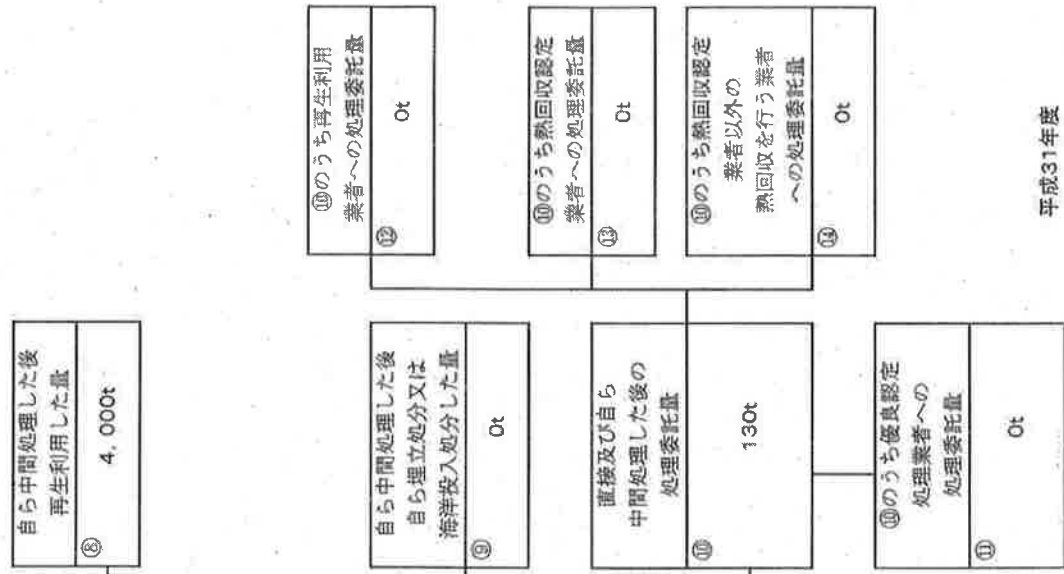 自ら中間処理した後
再生利用した量
⑧
4,000t
自ら中間処理した後
自ら埋立処分又は
海洋投入処分した量
⑨
0t
直接及び自ら
中間処理した後の
処理委託量
⑩
130t
⑩のうち優良認定
処理業者への
処理委託量
⑪
0t
⑩のうち再生利用
業者への処理委託量
⑫
0t
⑩のうち熱回収認定
業者への処理委託量
⑬
0t
⑩のうち熱回収認定
業者以外の
熱回収を行う業者
への処理委託量
⑭
0t
平成31年度